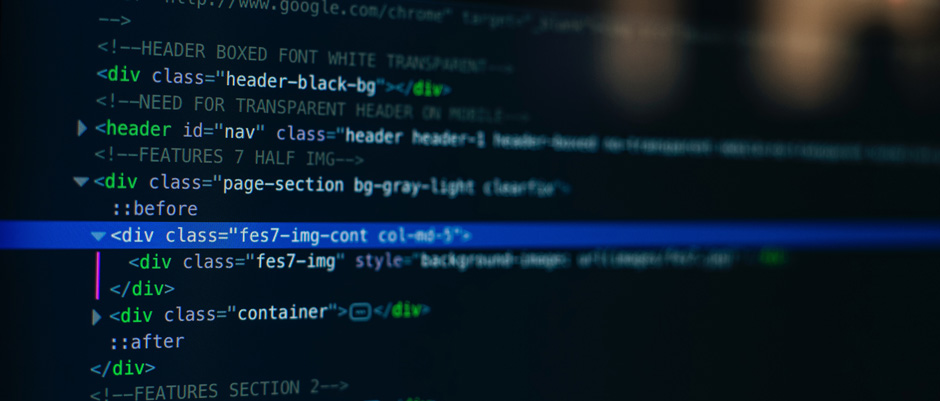 http://www.google.com/chrome" target="_blank"
-->
<!--HEADER BOXED FONT WHITE TRANSPARENT-->
<div class="header-black-bg"></div>
<!--NEED FOR TRANSPARENT HEADER ON MOBILE-->
<header id="nav" class="header header-1 header-boxed
<!--FEATURES 7 HALF IMG-->
<div class="page-section bg-gray-light clearfix">
::before
<div class="fes7-img-cont col-md-5">
<div class="fes7-img" style="background-image:
</div>
<div class="container">…</div>
::after
</div>
<!--FEATURES SECTION 2-->